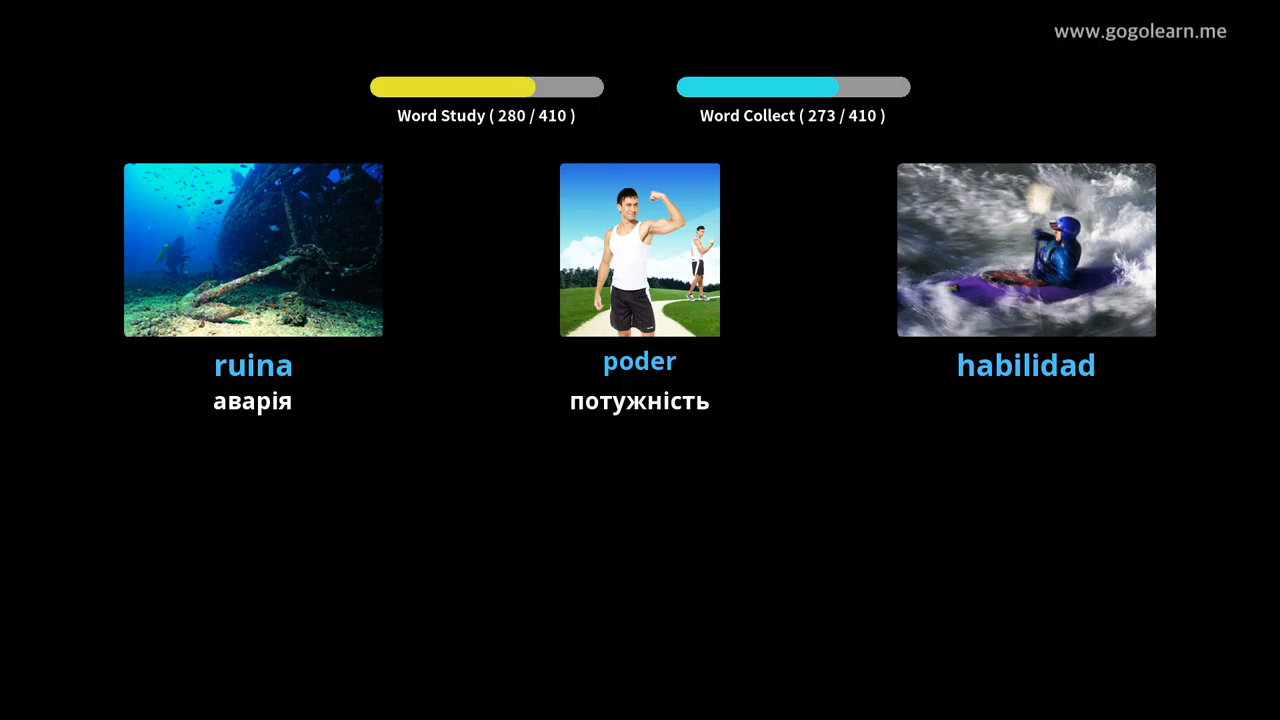 www.gogolearn.me
Word Study ( 280 / 410 )
Word Collect ( 273 / 410 )
ruina
poder
habilidad
аварія
потужність